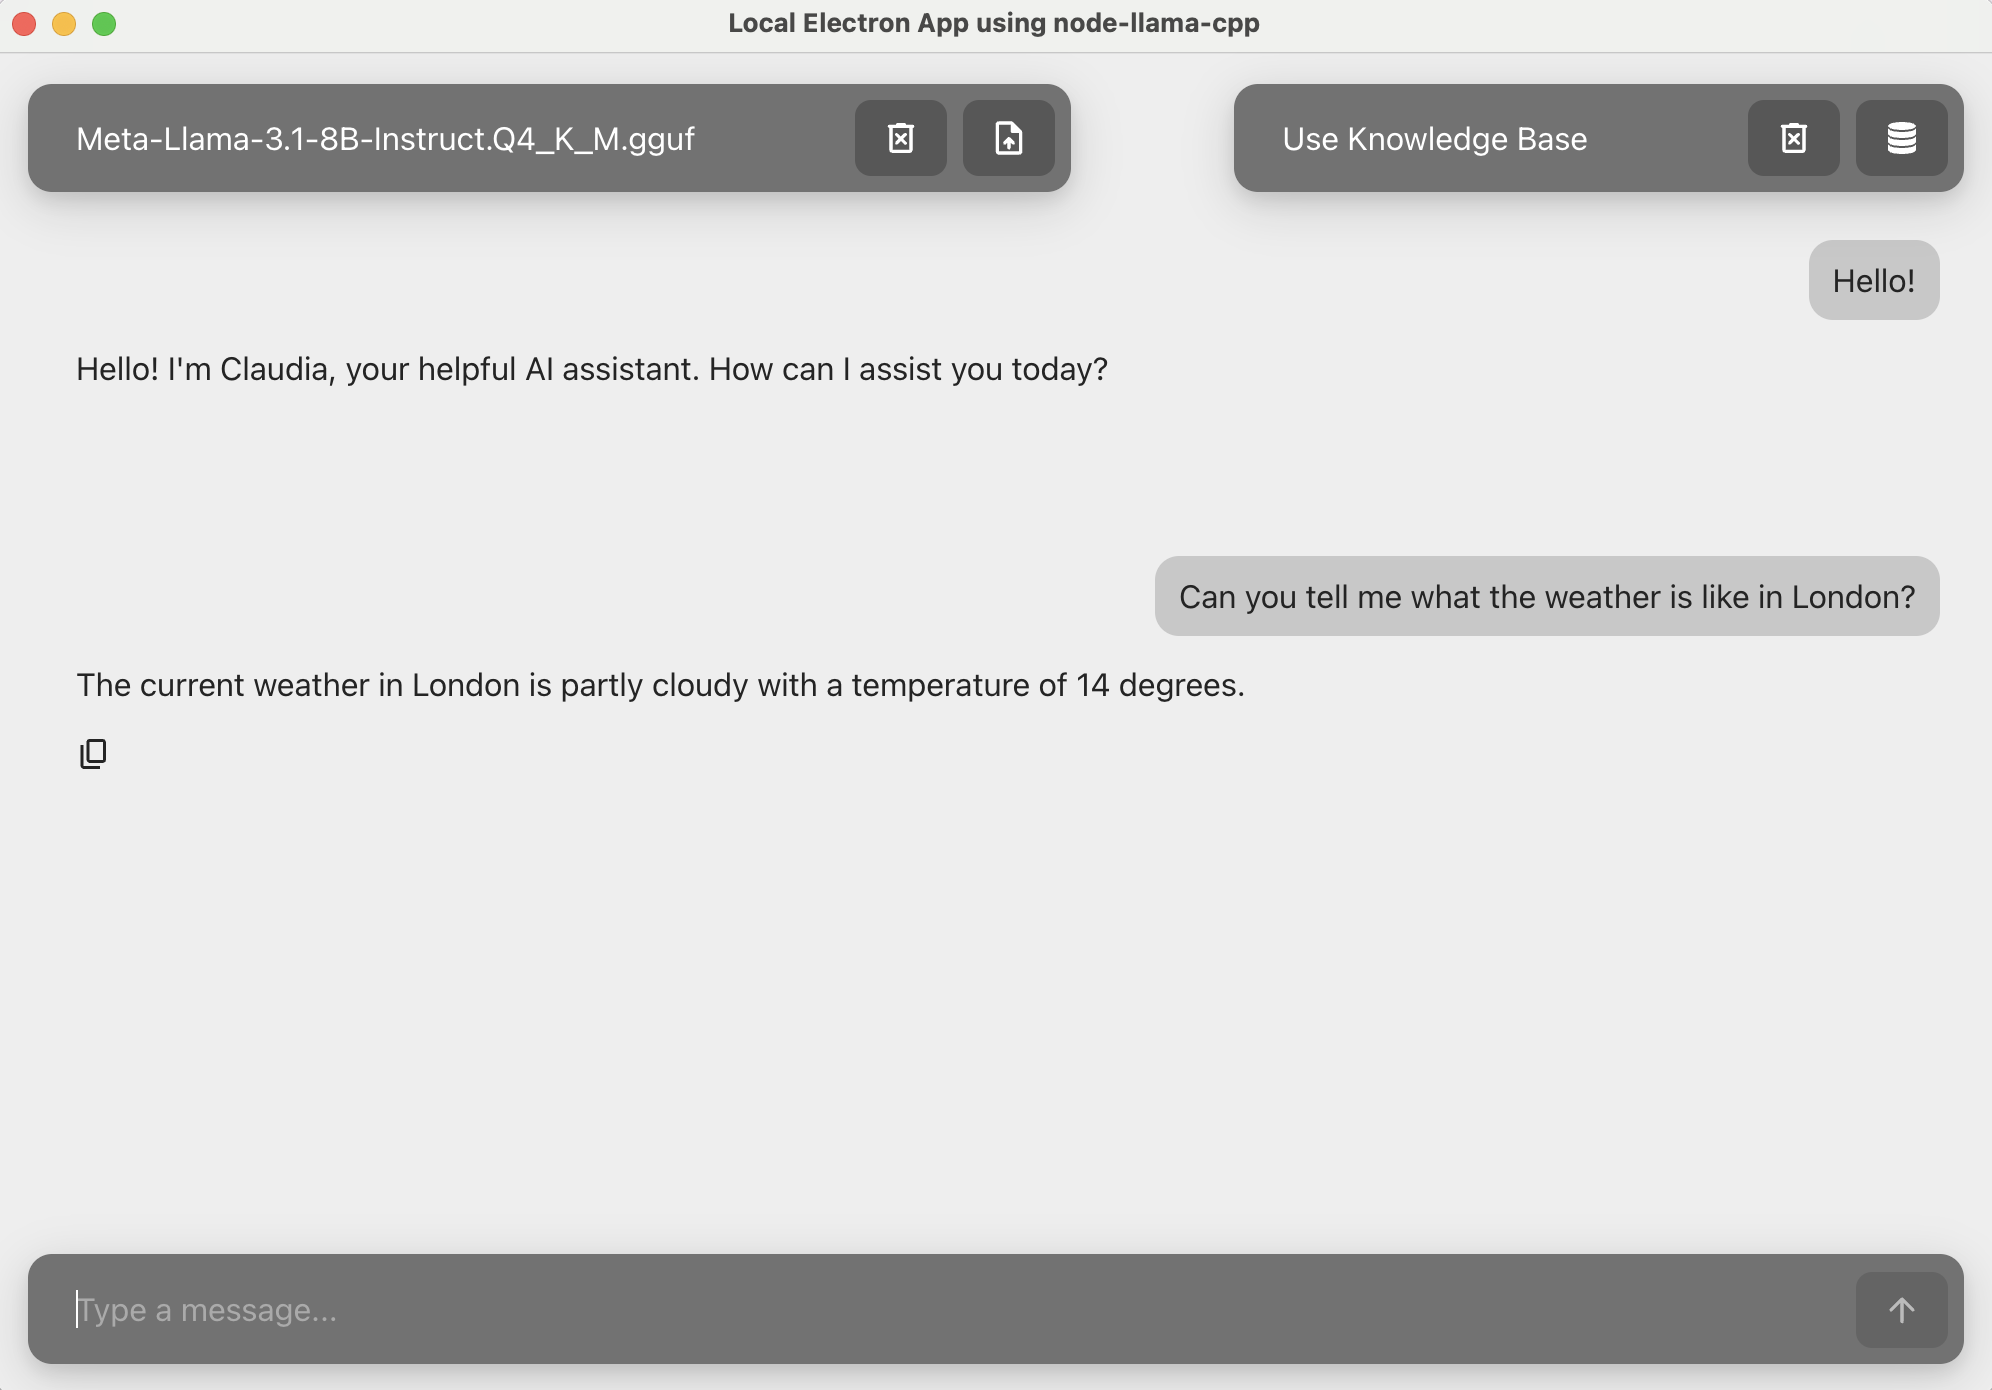 Local Electron App using node-llama-cpp
Meta-Llama-3.1-8B-Instruct.Q4_K_M.gguf
Use Knowledge Base
Hello!
Hello! I'm Claudia, your helpful AI assistant. How can I assist you today?
Can you tell me what the weather is like in London?
The current weather in London is partly cloudy with a temperature of 14 degrees.
Type a message...